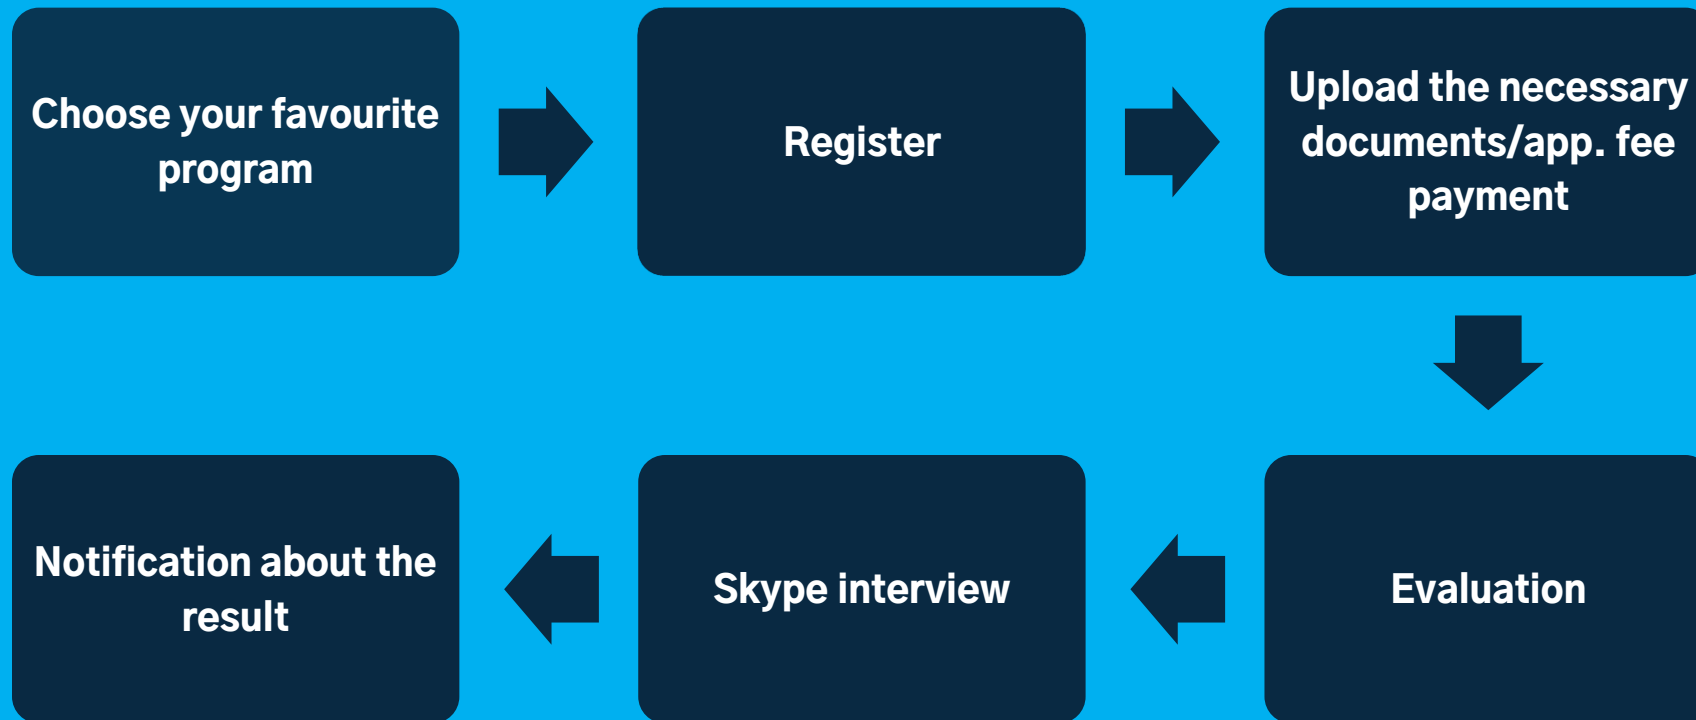 Choose your favourite
program
Register
Upload the necessary
documents/app. fee
payment
Evaluation
Skype interview
Notification about the
result